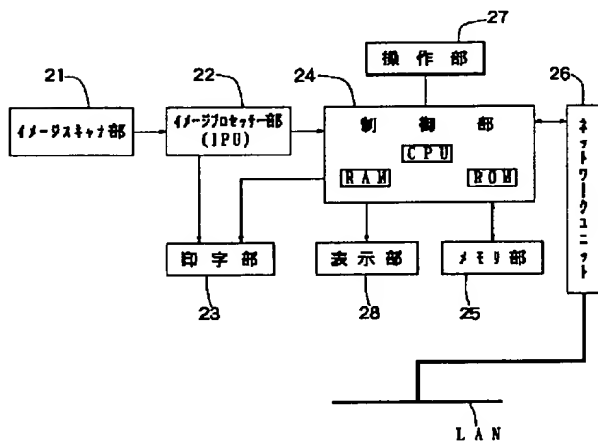 27
操作部
21
22
24
26
イメージスキャナ部
イメージプロセッサー部
(IPU)
制御部
CPU
RAM
ROM
ネットワークユニット
印字部
表示部
メモリ部
23
28
25
LAN